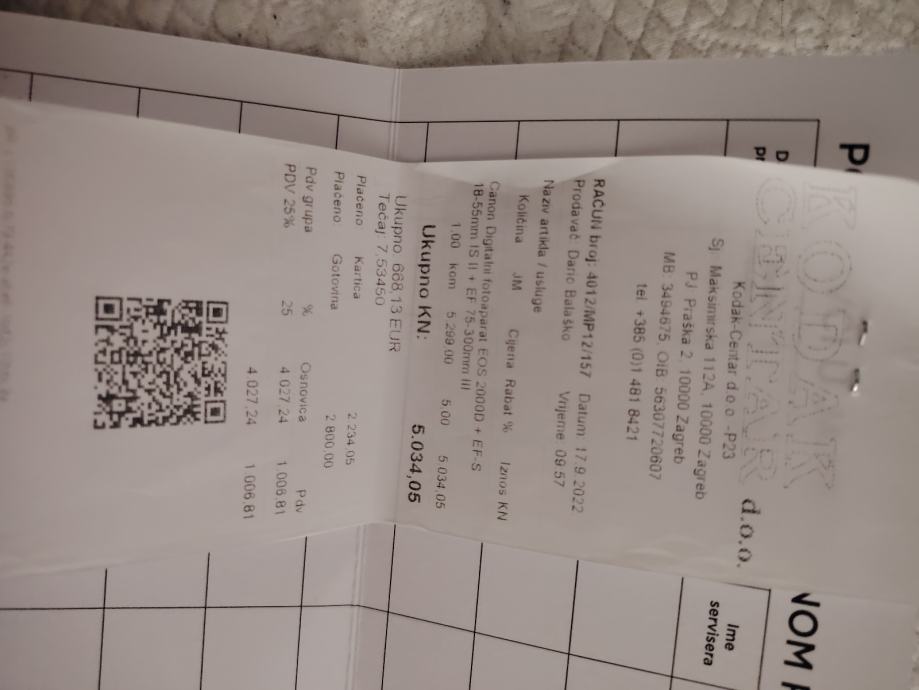 KODAK
CENTAR d.o.o.
Kodak-Centar d.o.o.-P23
Sj: Maksimirska 112A, 10000 Zagreb
PJ Praška 2, 10000 Zagreb
MB: 3494675, OIB: 56307720607
tel. +385 (0)1 481 8421
RAČUN broj: 4012/MP12/157 Datum: 17.9.2022
Prodavač: Dario Balaško Vrijeme 09:57
Naziv artikla / usluge
Količina JM Cijena Rabat % Iznos KN
Canon Digitalni fotoaparat EOS 2000D + EF-S
18-55mm IS II + EF 75-300mm III
1.00 kom 5.299,00 5.00 5.034,05
Ukupno KN: 5.034,05
Ukupno 668,13 EUR
Tečaj: 7,53450
Plaćeno Kartica 2.234,05
Plaćeno: Gotovina 2.800,00
Pdv grupa % Osnovica Pdv
PDV 25% 25 4.027,24 1.006,81
4.027,24 1.006,81
NOM
Ime
servisera